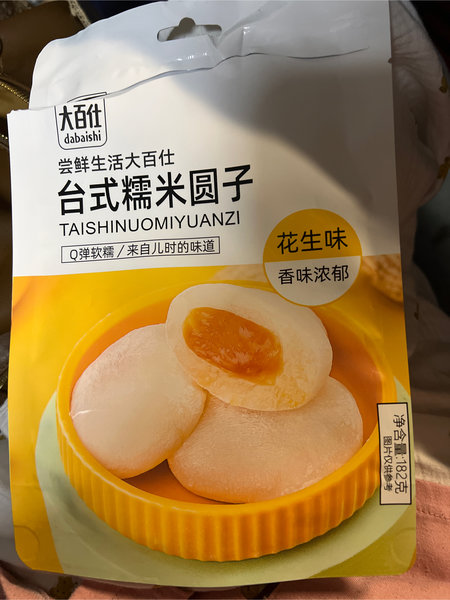 大百仕
dabaishi
尝鲜生活大百仕
台式糯米圆子
TAISHINUOMIYUANZI
Q弹软糯/来自儿时的味道
花生味
香味浓郁
净含量:182克
图片仅供参考